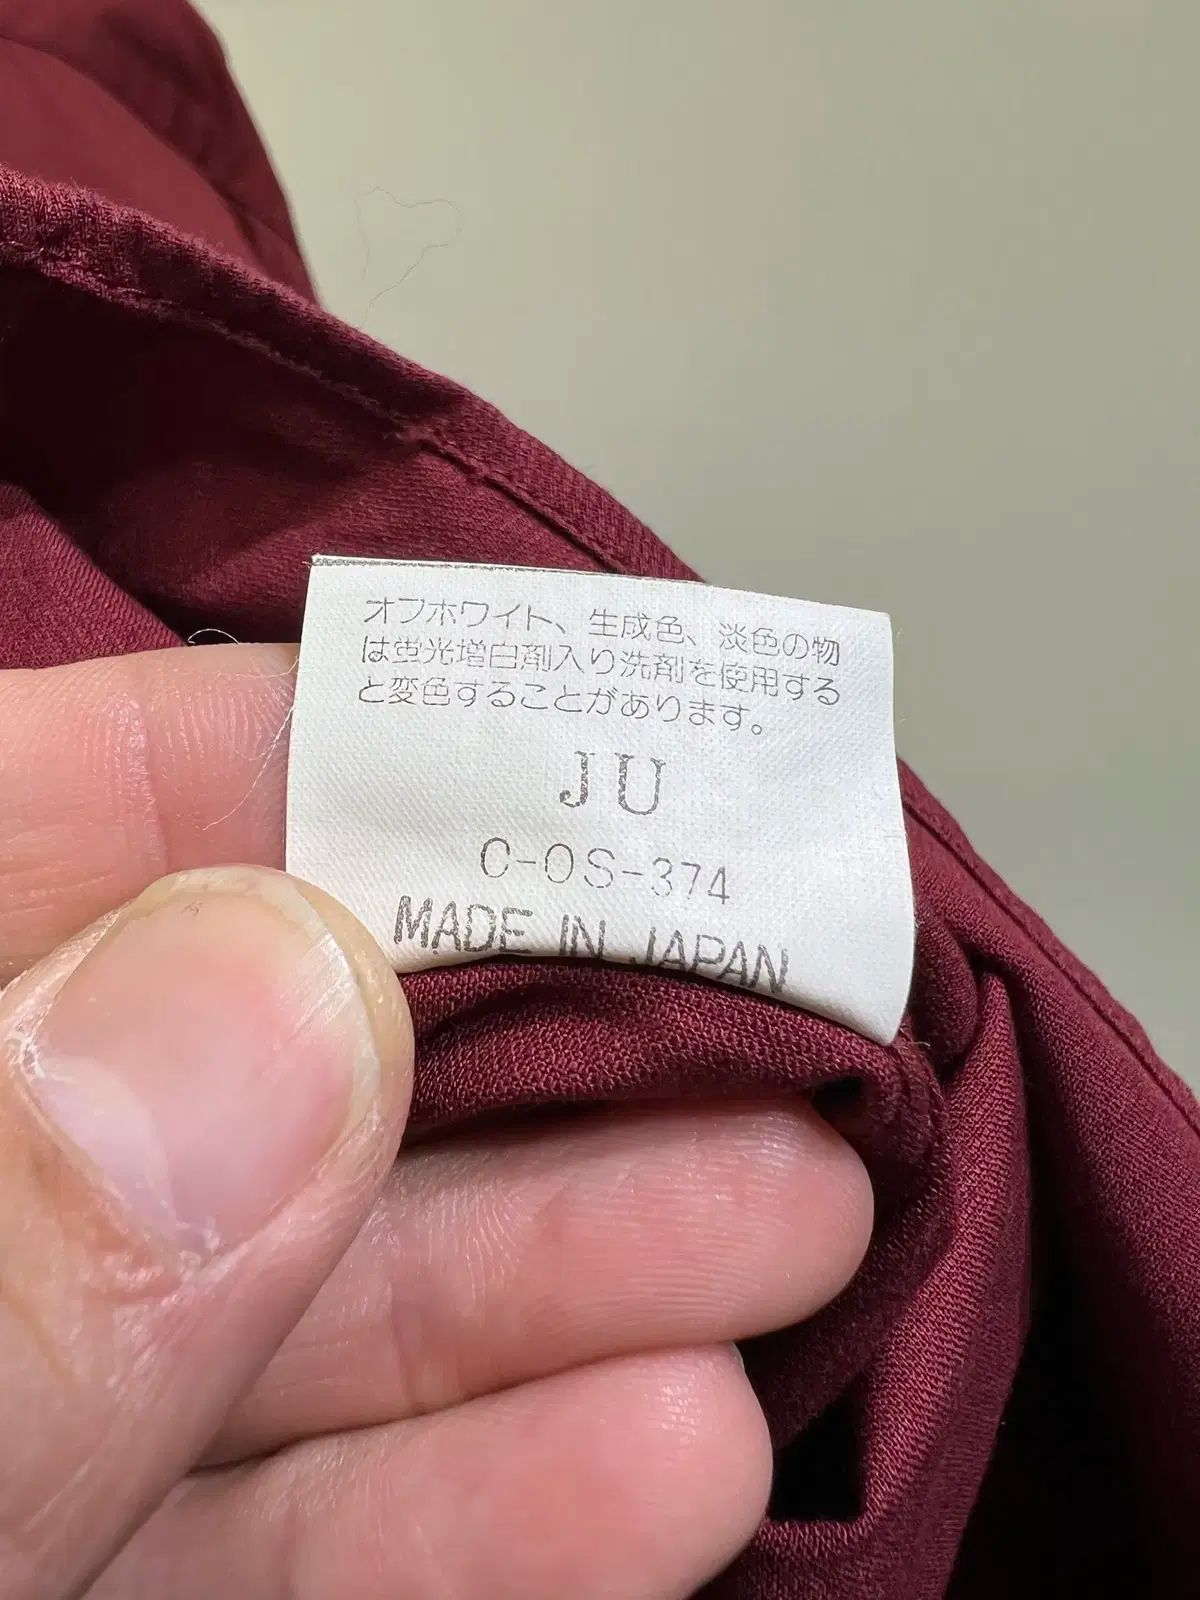 オフホワイト、生成色、淡色の物
は蛍光増白剤入り洗剤を使用する
と変色することがあります。
JU
C-OS-374
MADE IN JAPAN